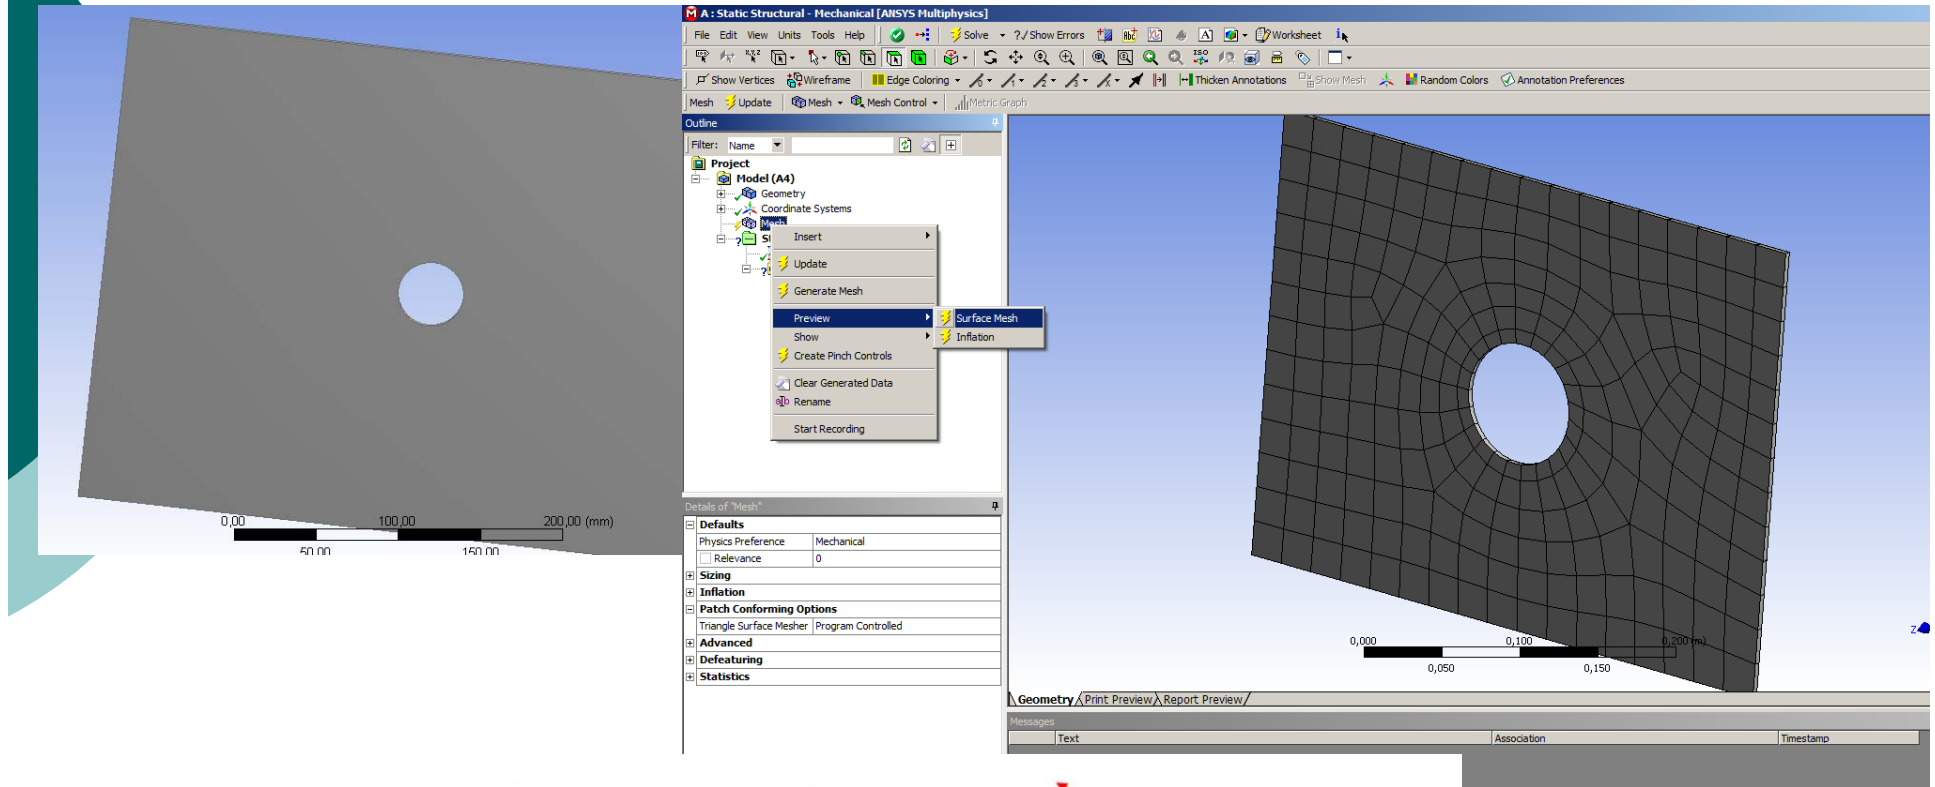 A : Static Structural - Mechanical [ANSYS Multiphysics]
File Edit View Units Tools Help Solve ?/ Show Errors Worksheet
Show Vertices Wireframe Edge Coloring Thicken Annotations Show Mesh Random Colors Annotation Preferences
Mesh Update Mesh Mesh Control Metric Graph
Outline
Filter: Name
Project
Model (A4)
Geometry
Coordinate Systems
Mesh
Insert
Update
Generate Mesh
Preview
Surface Mesh
Show
Inflation
Create Pinch Controls
Clear Generated Data
Rename
Start Recording
0,00 100,00 200,00 (mm)
50,00 150,00
Details of "Mesh"
Defaults
Physics Preference Mechanical
Relevance 0
Sizing
Inflation
Patch Conforming Options
Triangle Surface Mesher Program Controlled
Advanced
Defeaturing
Statistics
0,000 0,100 0,200 (m)
0,050 0,150
Z
Geometry Print Preview Report Preview
Messages
Text Association Timestamp